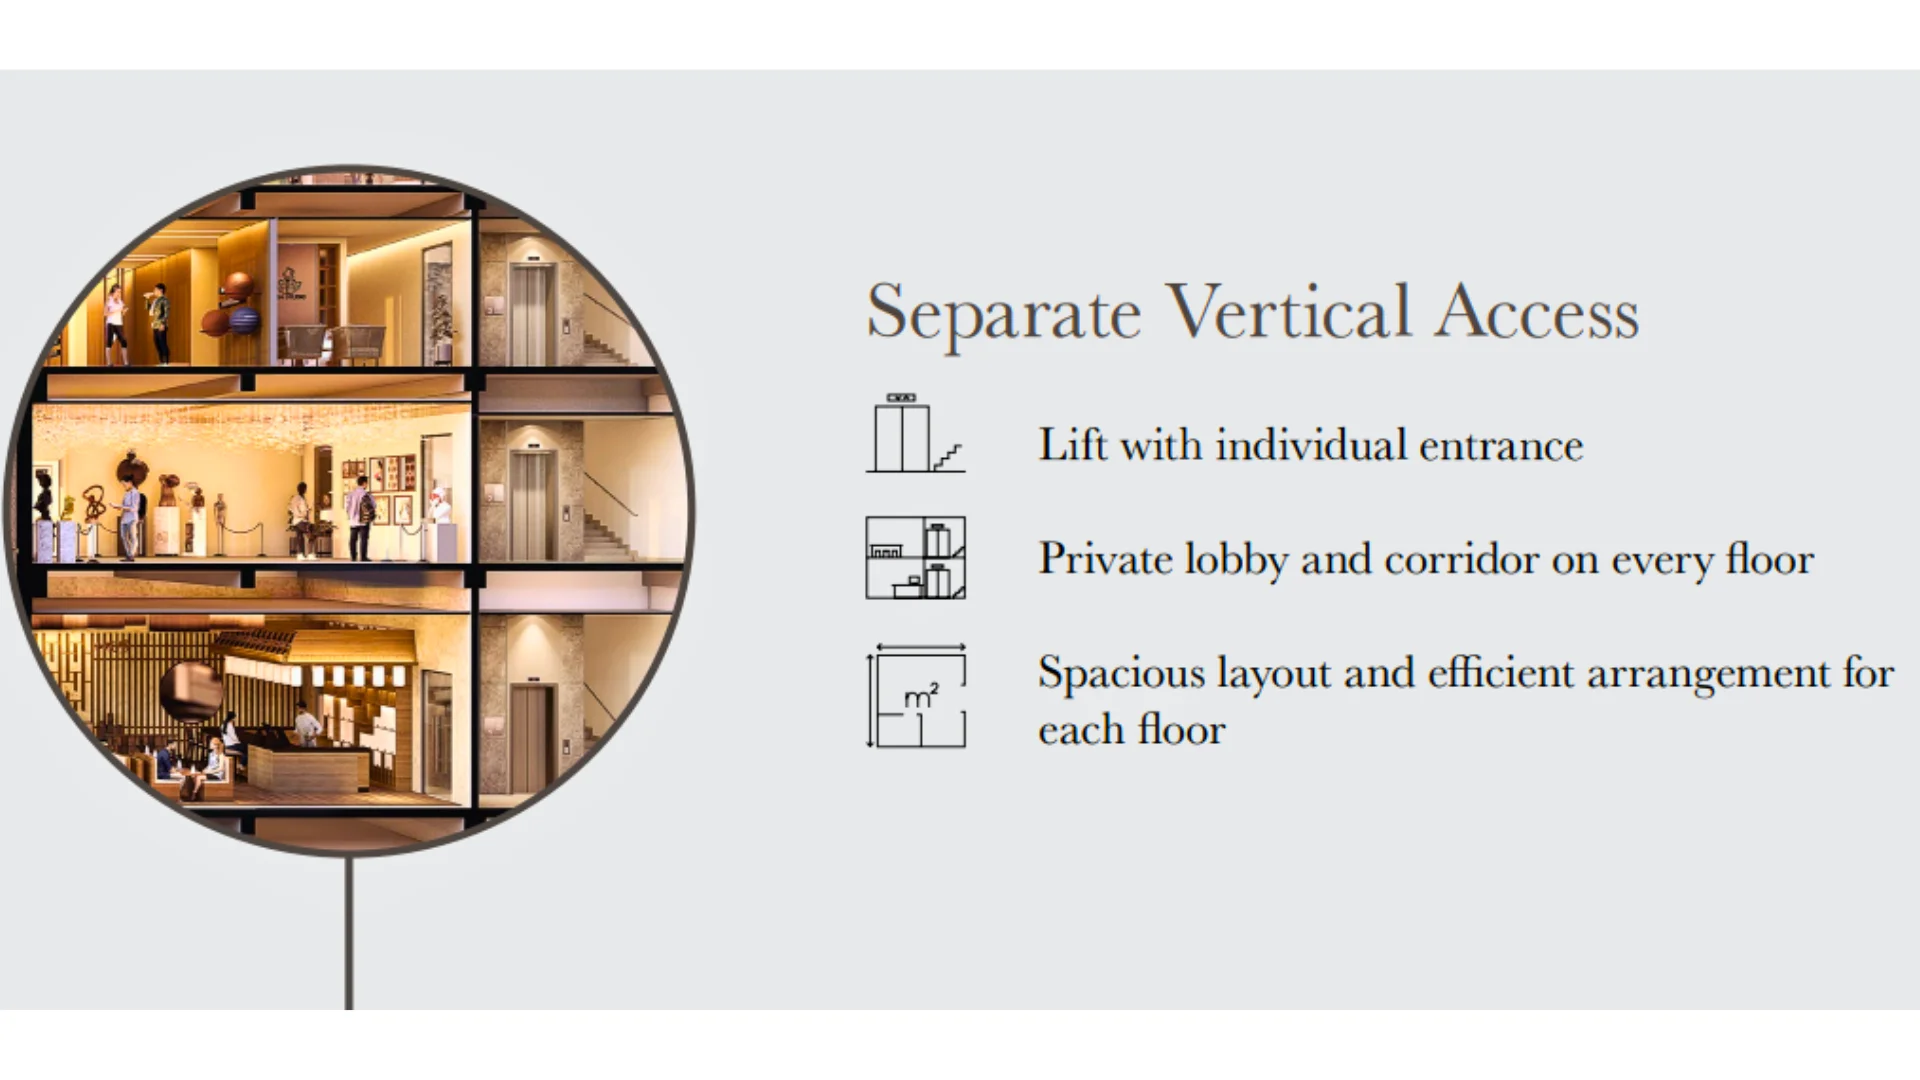 Separate Vertical Access
Lift with individual entrance
Private lobby and corridor on every floor
m²
Spacious layout and efficient arrangement for
each floor